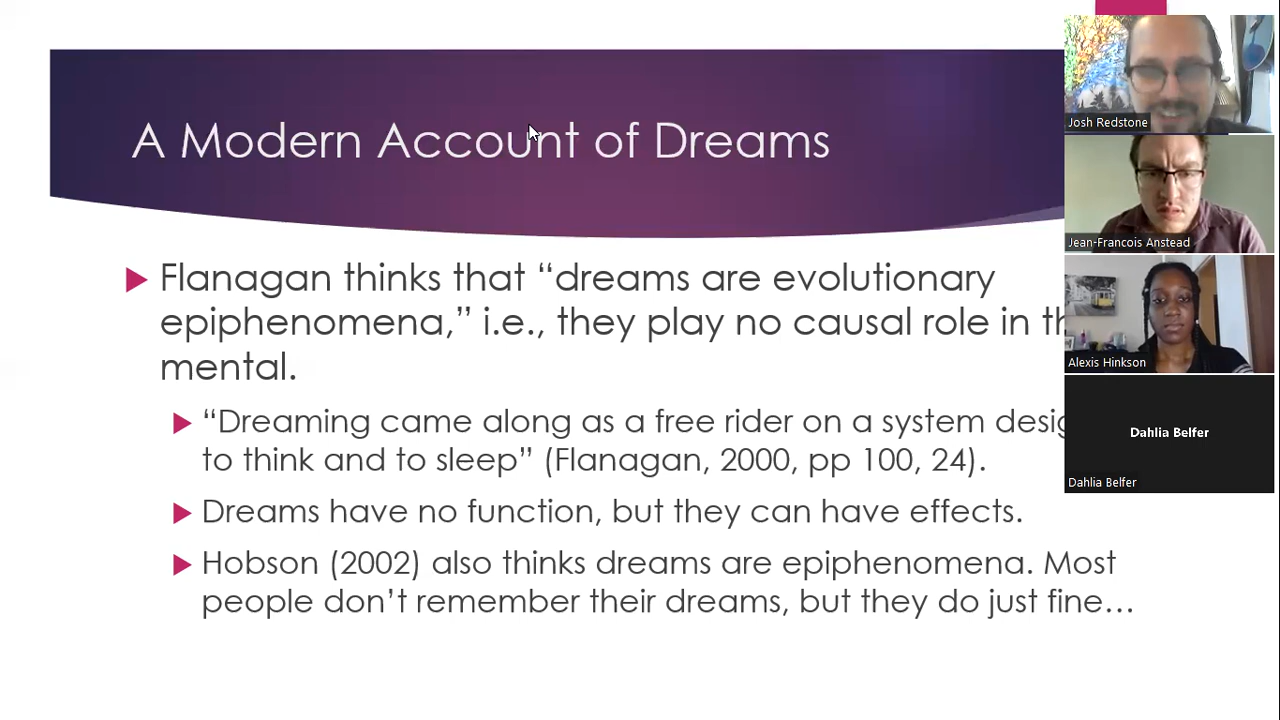 A Modern Account of Dreams
Flanagan thinks that “dreams are evolutionary
epiphenomena,” i.e., they play no causal role in
mental.
“Dreaming came along as a free rider on a system
to think and to sleep” (Flanagan, 2000, pp 100, 24).
Dreams have no function, but they can have effects.
Hobson (2002) also thinks dreams are epiphenomena. Most
people don’t remember their dreams, but they do just fine…
Josh Redstone
Jean-Francois Anstead
Alexis Hinkson
Dahlia Belfer
Dahlia Belfer